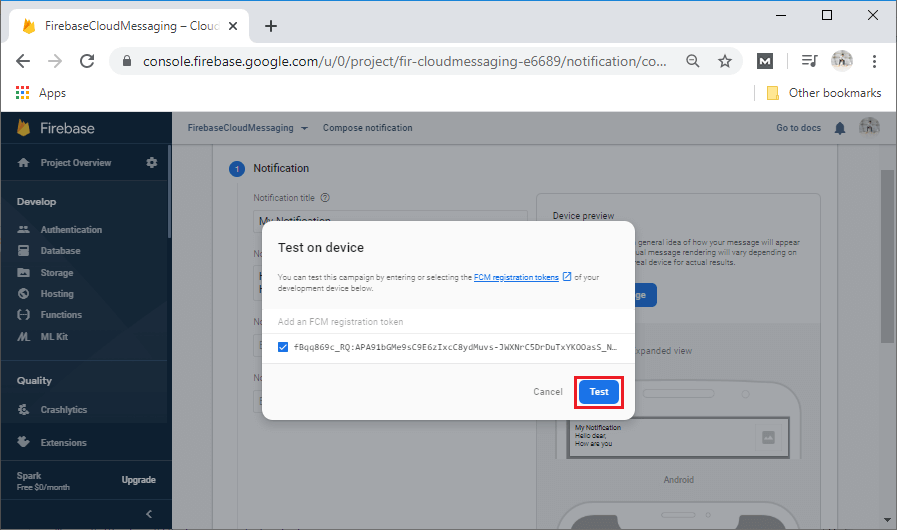 FirebaseCloudMessaging – Cloud
console.firebase.google.com/u/0/project/fir-cloudmessaging-e6689/notification/co...
M
Apps
Other bookmarks
Firebase
FirebaseCloudMessaging
Compose notification
Go to docs
Project Overview
Develop
Authentication
Database
Storage
Hosting
Functions
ML Kit
Quality
Crashlytics
Extensions
Spark
Free $0/month
Upgrade
1 Notification
Notification title
My Notification
Device preview
general idea of how your message will appear
message rendering will vary depending on
device for actual results.
Expanded view
My Notification
Hello dear,
How are you
Android
Test on device
You can test this campaign by entering or selecting the FCM registration tokens of your
development device below.
Add an FCM registration token
fBqq869c_RQ:APA91bGMe9sC9E6zIxcC8ydMuvs-JWXNrC5DrDuTxYKOOasS_N…
Cancel
Test